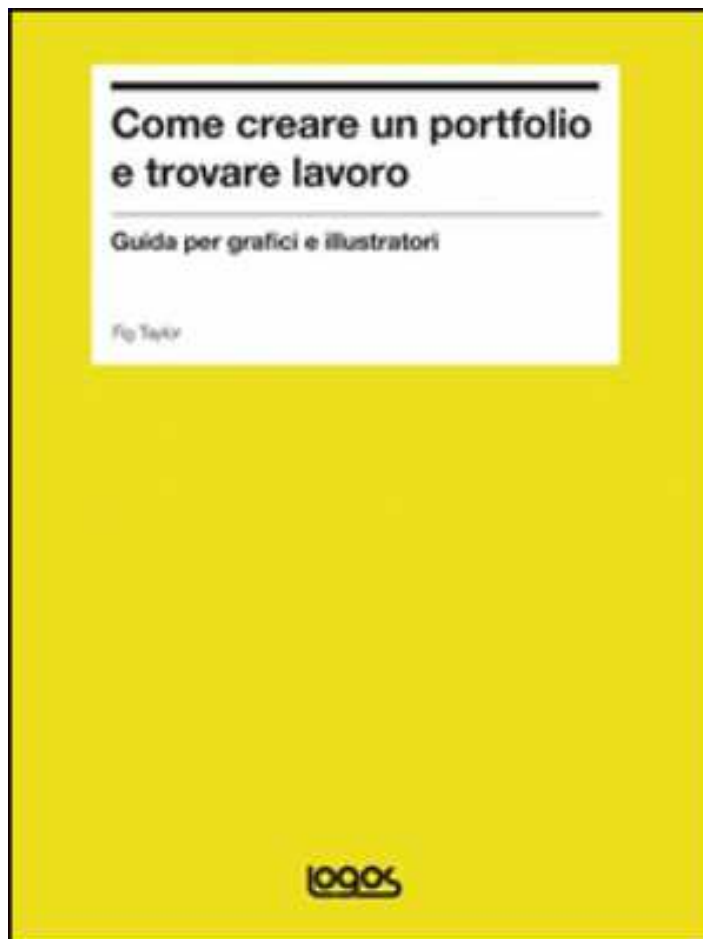 Come creare un portfolio
e trovare lavoro
Guida per grafici e illustratori
Fig Taylor
logos